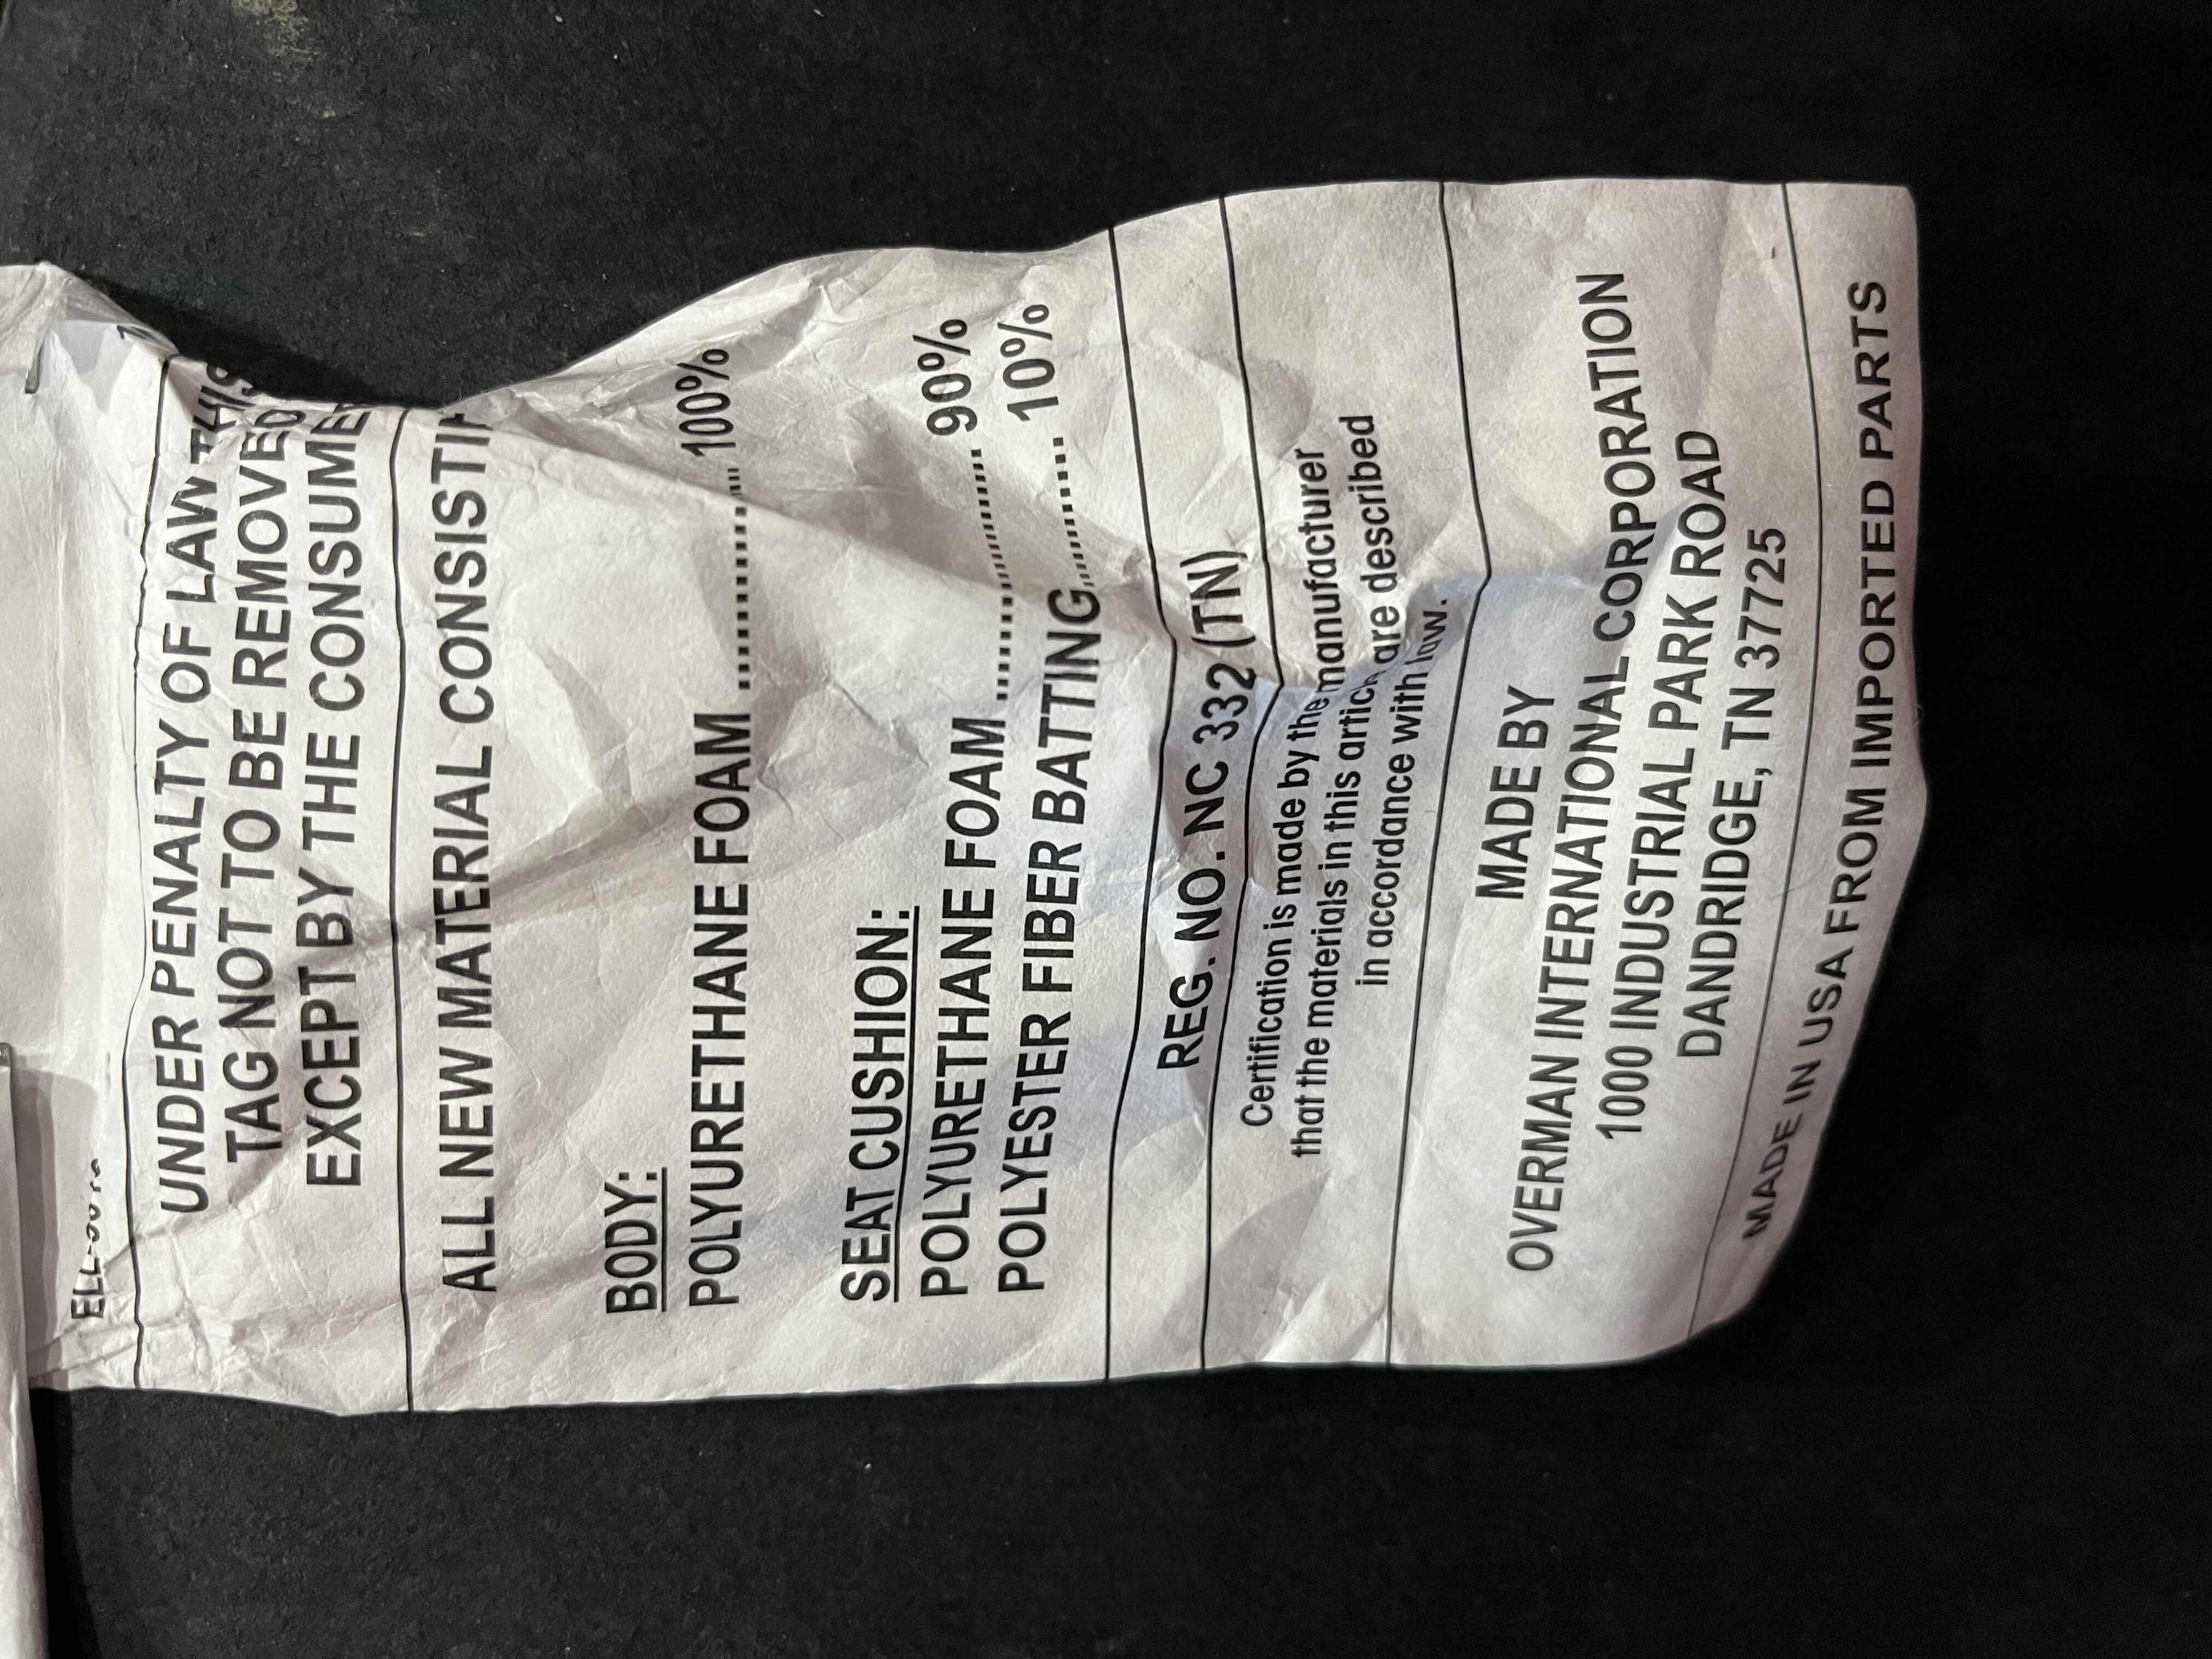 UNDER PENALTY OF LAW THIS
TAG NOT TO BE REMOVED
EXCEPT BY THE CONSUME
ALL NEW MATERIAL CONSISTI
BODY:
POLYURETHANE FOAM ................ 100%
SEAT CUSHION:
POLYURETHANE FOAM .................... 90%
POLYESTER FIBER BATTING............ 10%
REG. NO. NC 332 (TN)
Certification is made by the manufacturer
that the materials in this artic are described
in accordance with law.
MADE BY
OVERMAN INTERNATIONAL CORPORATION
1000 INDUSTRIAL PARK ROAD
DANDRIDGE, TN 37725
MADE IN USA FROM IMPORTED PARTS